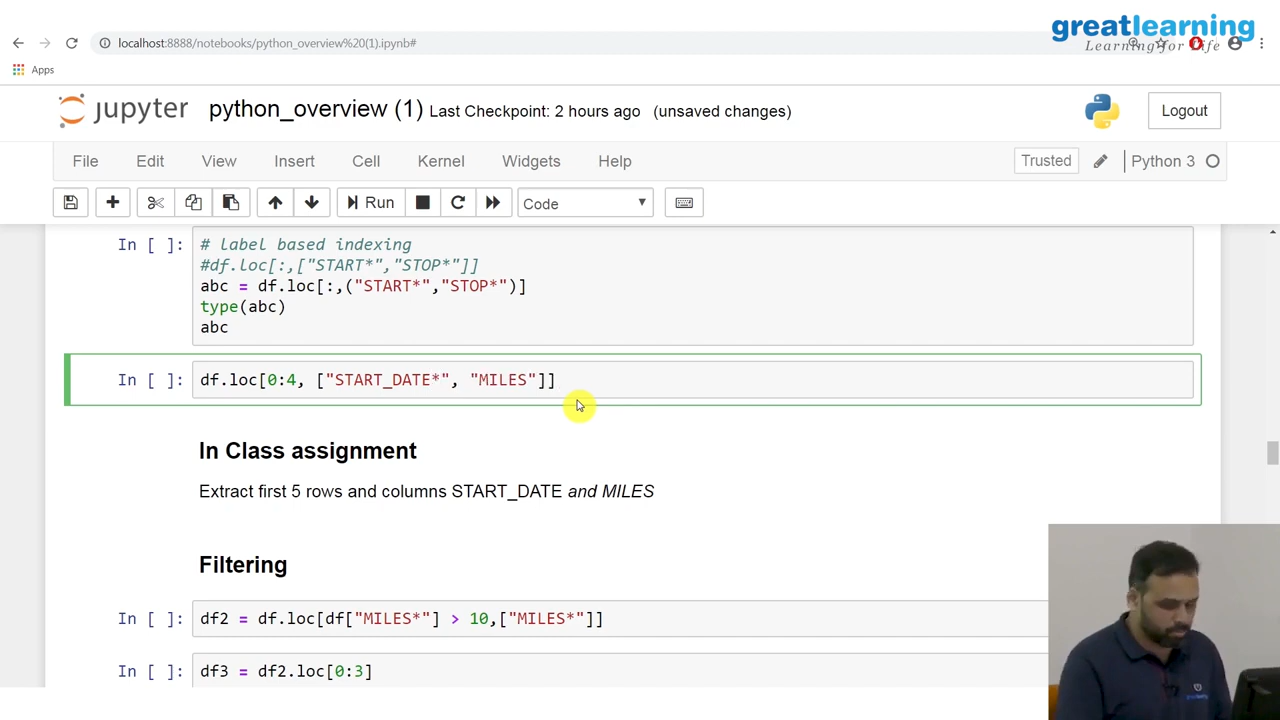 greatlearning
Learning for Life
localhost:8888/notebooks/python_overview%20(1).ipynb#
Apps
jupyter python_overview (1) Last Checkpoint: 2 hours ago (unsaved changes)
Logout
File Edit View Insert Cell Kernel Widgets Help
Trusted Python 3
Run Code
In [ ]: # label based indexing
#df.loc[:,["START*","STOP*"]]
abc = df.loc[:,("START*","STOP*")]
type(abc)
abc
In [ ]: df.loc[0:4, ["START_DATE*", "MILES"]]
In Class assignment
Extract first 5 rows and columns START_DATE and MILES
Filtering
In [ ]: df2 = df.loc[df["MILES*"] > 10,["MILES*"]]
In [ ]: df3 = df2.loc[0:3]